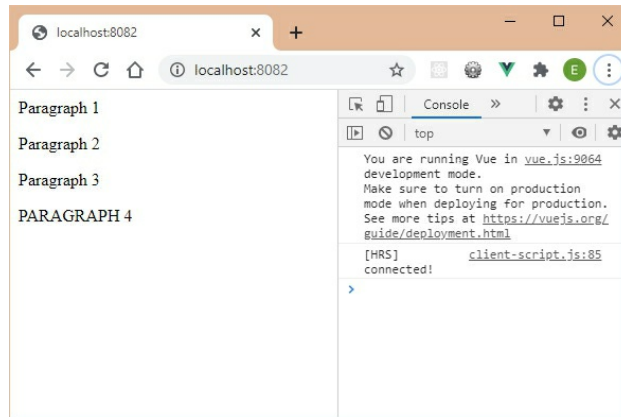 localhost:8082
localhost:8082
E
Paragraph 1
Paragraph 2
Paragraph 3
PARAGRAPH 4
Console
top
You are running Vue in vue.js:9064
development mode.
Make sure to turn on production
mode when deploying for production.
See more tips at https://vuejs.org/
guide/deployment.html
[HRS] client-script.js:85
connected!